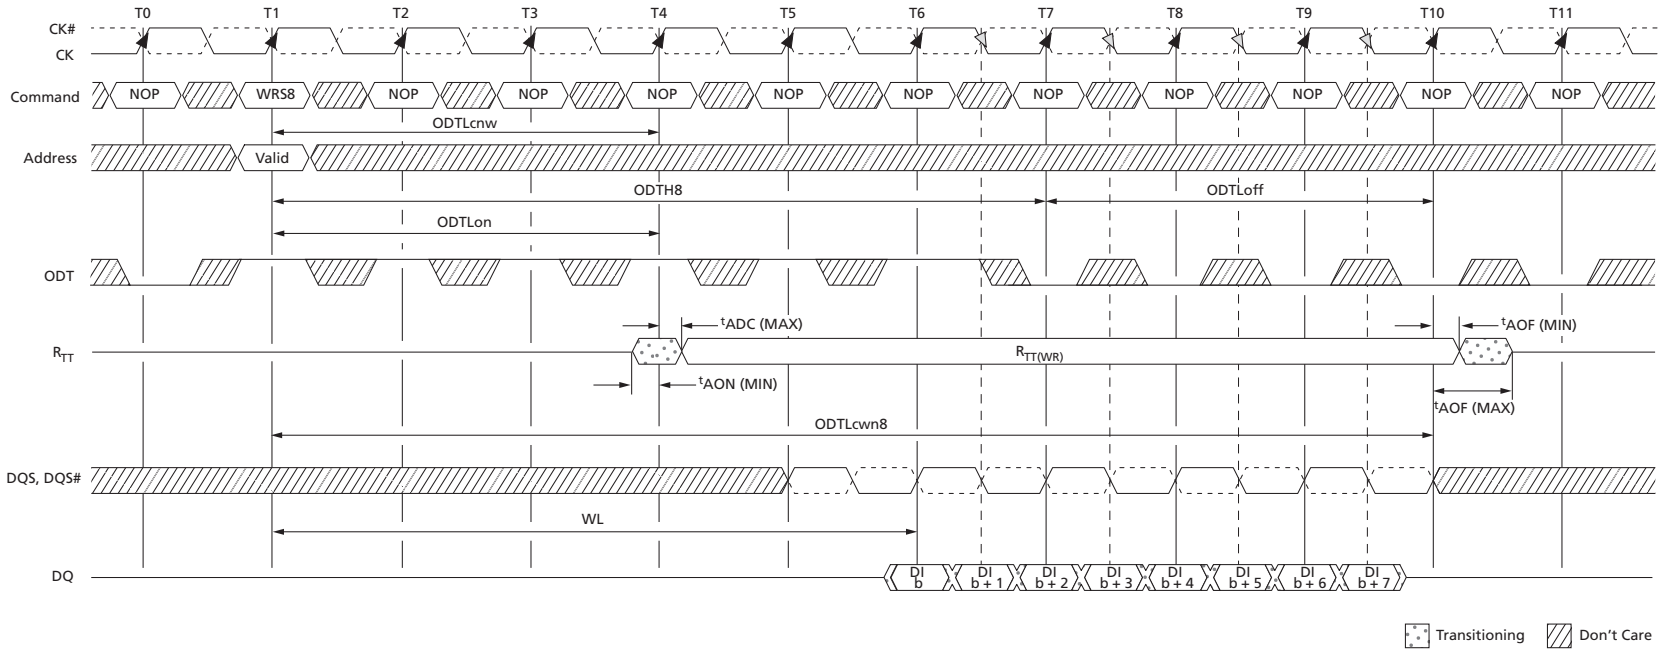 T0 T1 T2 T3 T4 T5 T6 T7 T8 T9 T10 T11
CK#
CK
Command NOP WRS8 NOP NOP NOP NOP NOP NOP NOP NOP NOP NOP
ODTLcnw
Address Valid
ODTH8 ODTLoff
ODTLon
ODT
tADC (MAX) tAOF (MIN)
RTT RTT(WR)
tAON (MIN)
tAOF (MAX)
ODTLcwn8
DQS, DQS#
WL
DQ DI b DI b + 1 DI b + 2 DI b + 3 DI b + 4 DI b + 5 DI b + 6 DI b + 7
Transitioning Don't Care